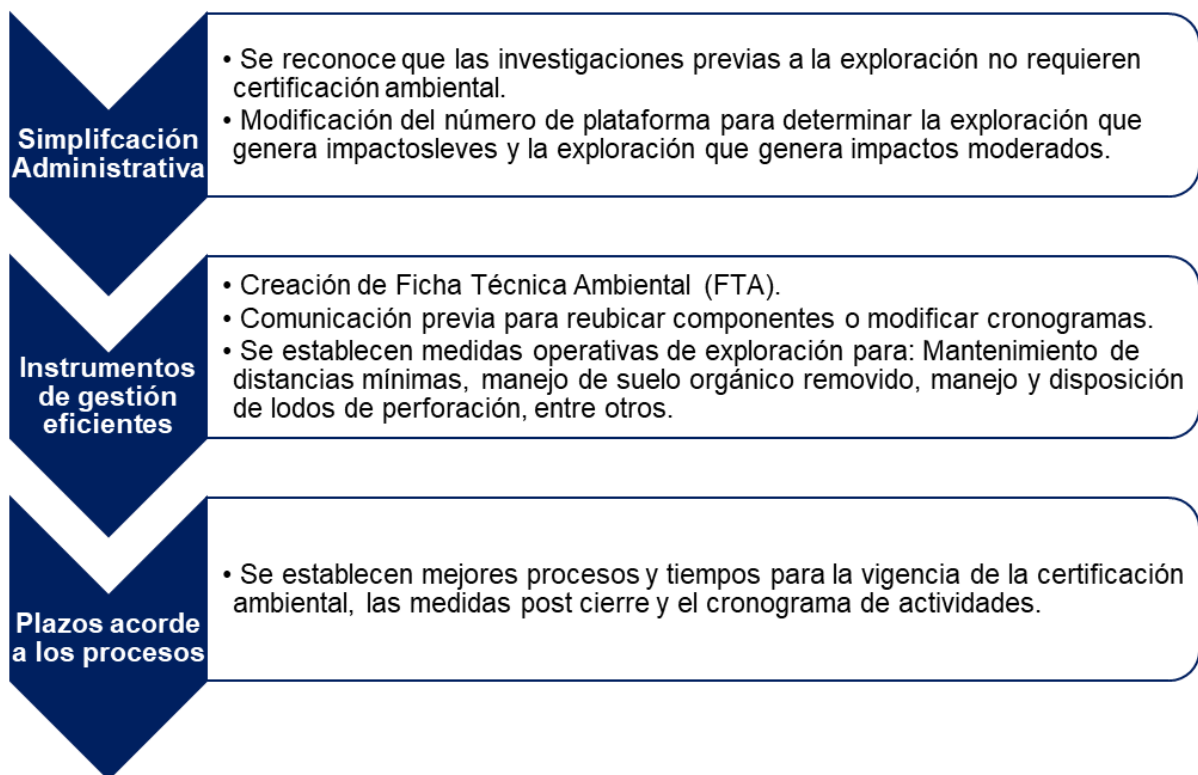 Simplifcación
Administrativa
• Se reconoce que las investigaciones previas a la exploración no requieren
certificación ambiental.
• Modificación del número de plataforma para determinar la exploración que
genera impactosleves y la exploración que genera impactos moderados.
Instrumentos
de gestión
eficientes
• Creación de Ficha Técnica Ambiental (FTA).
• Comunicación previa para reubicar componentes o modificar cronogramas.
• Se establecen medidas operativas de exploración para: Mantenimiento de
distancias mínimas, manejo de suelo orgánico removido, manejo y disposición
de lodos de perforación, entre otros.
Plazos acorde
a los procesos
• Se establecen mejores procesos y tiempos para la vigencia de la certificación
ambiental, las medidas post cierre y el cronograma de actividades.